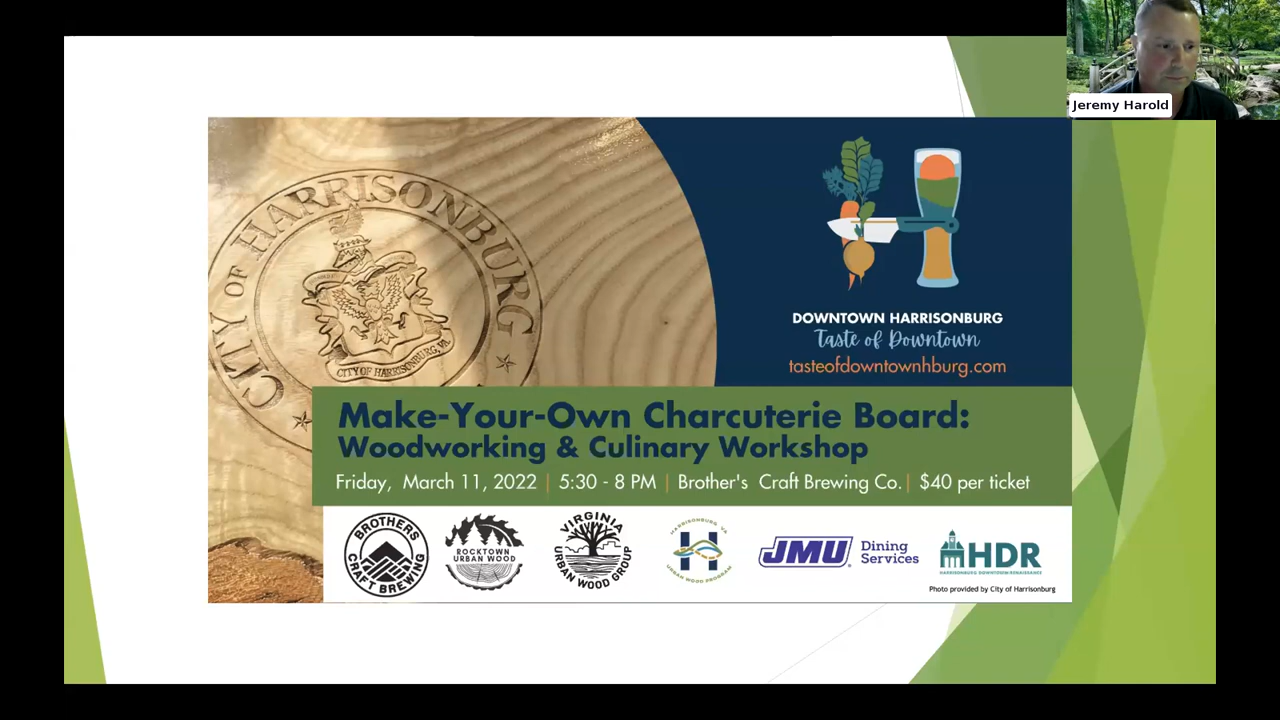 Jeremy Harold
CITY OF HARRISONBURG
CITY OF HARRISONBURG, VA
DOWNTOWN HARRISONBURG
Taste of Downtown
tasteofdowntownhburg.com
Make-Your-Own Charcuterie Board:
Woodworking & Culinary Workshop
Friday, March 11, 2022 | 5:30 - 8 PM | Brother's Craft Brewing Co. | $40 per ticket
BROTHERS
CRAFT BREWING
ROCKTOWN
URBAN WOOD
VIRGINIA
URBAN WOOD GROUP
HARRISONBURG, VA
H
URBAN WOOD PROGRAM
JMU Dining
Services
HDR
HARRISONBURG DOWNTOWN RENAISSANCE
Photo provided by City of Harrisonburg